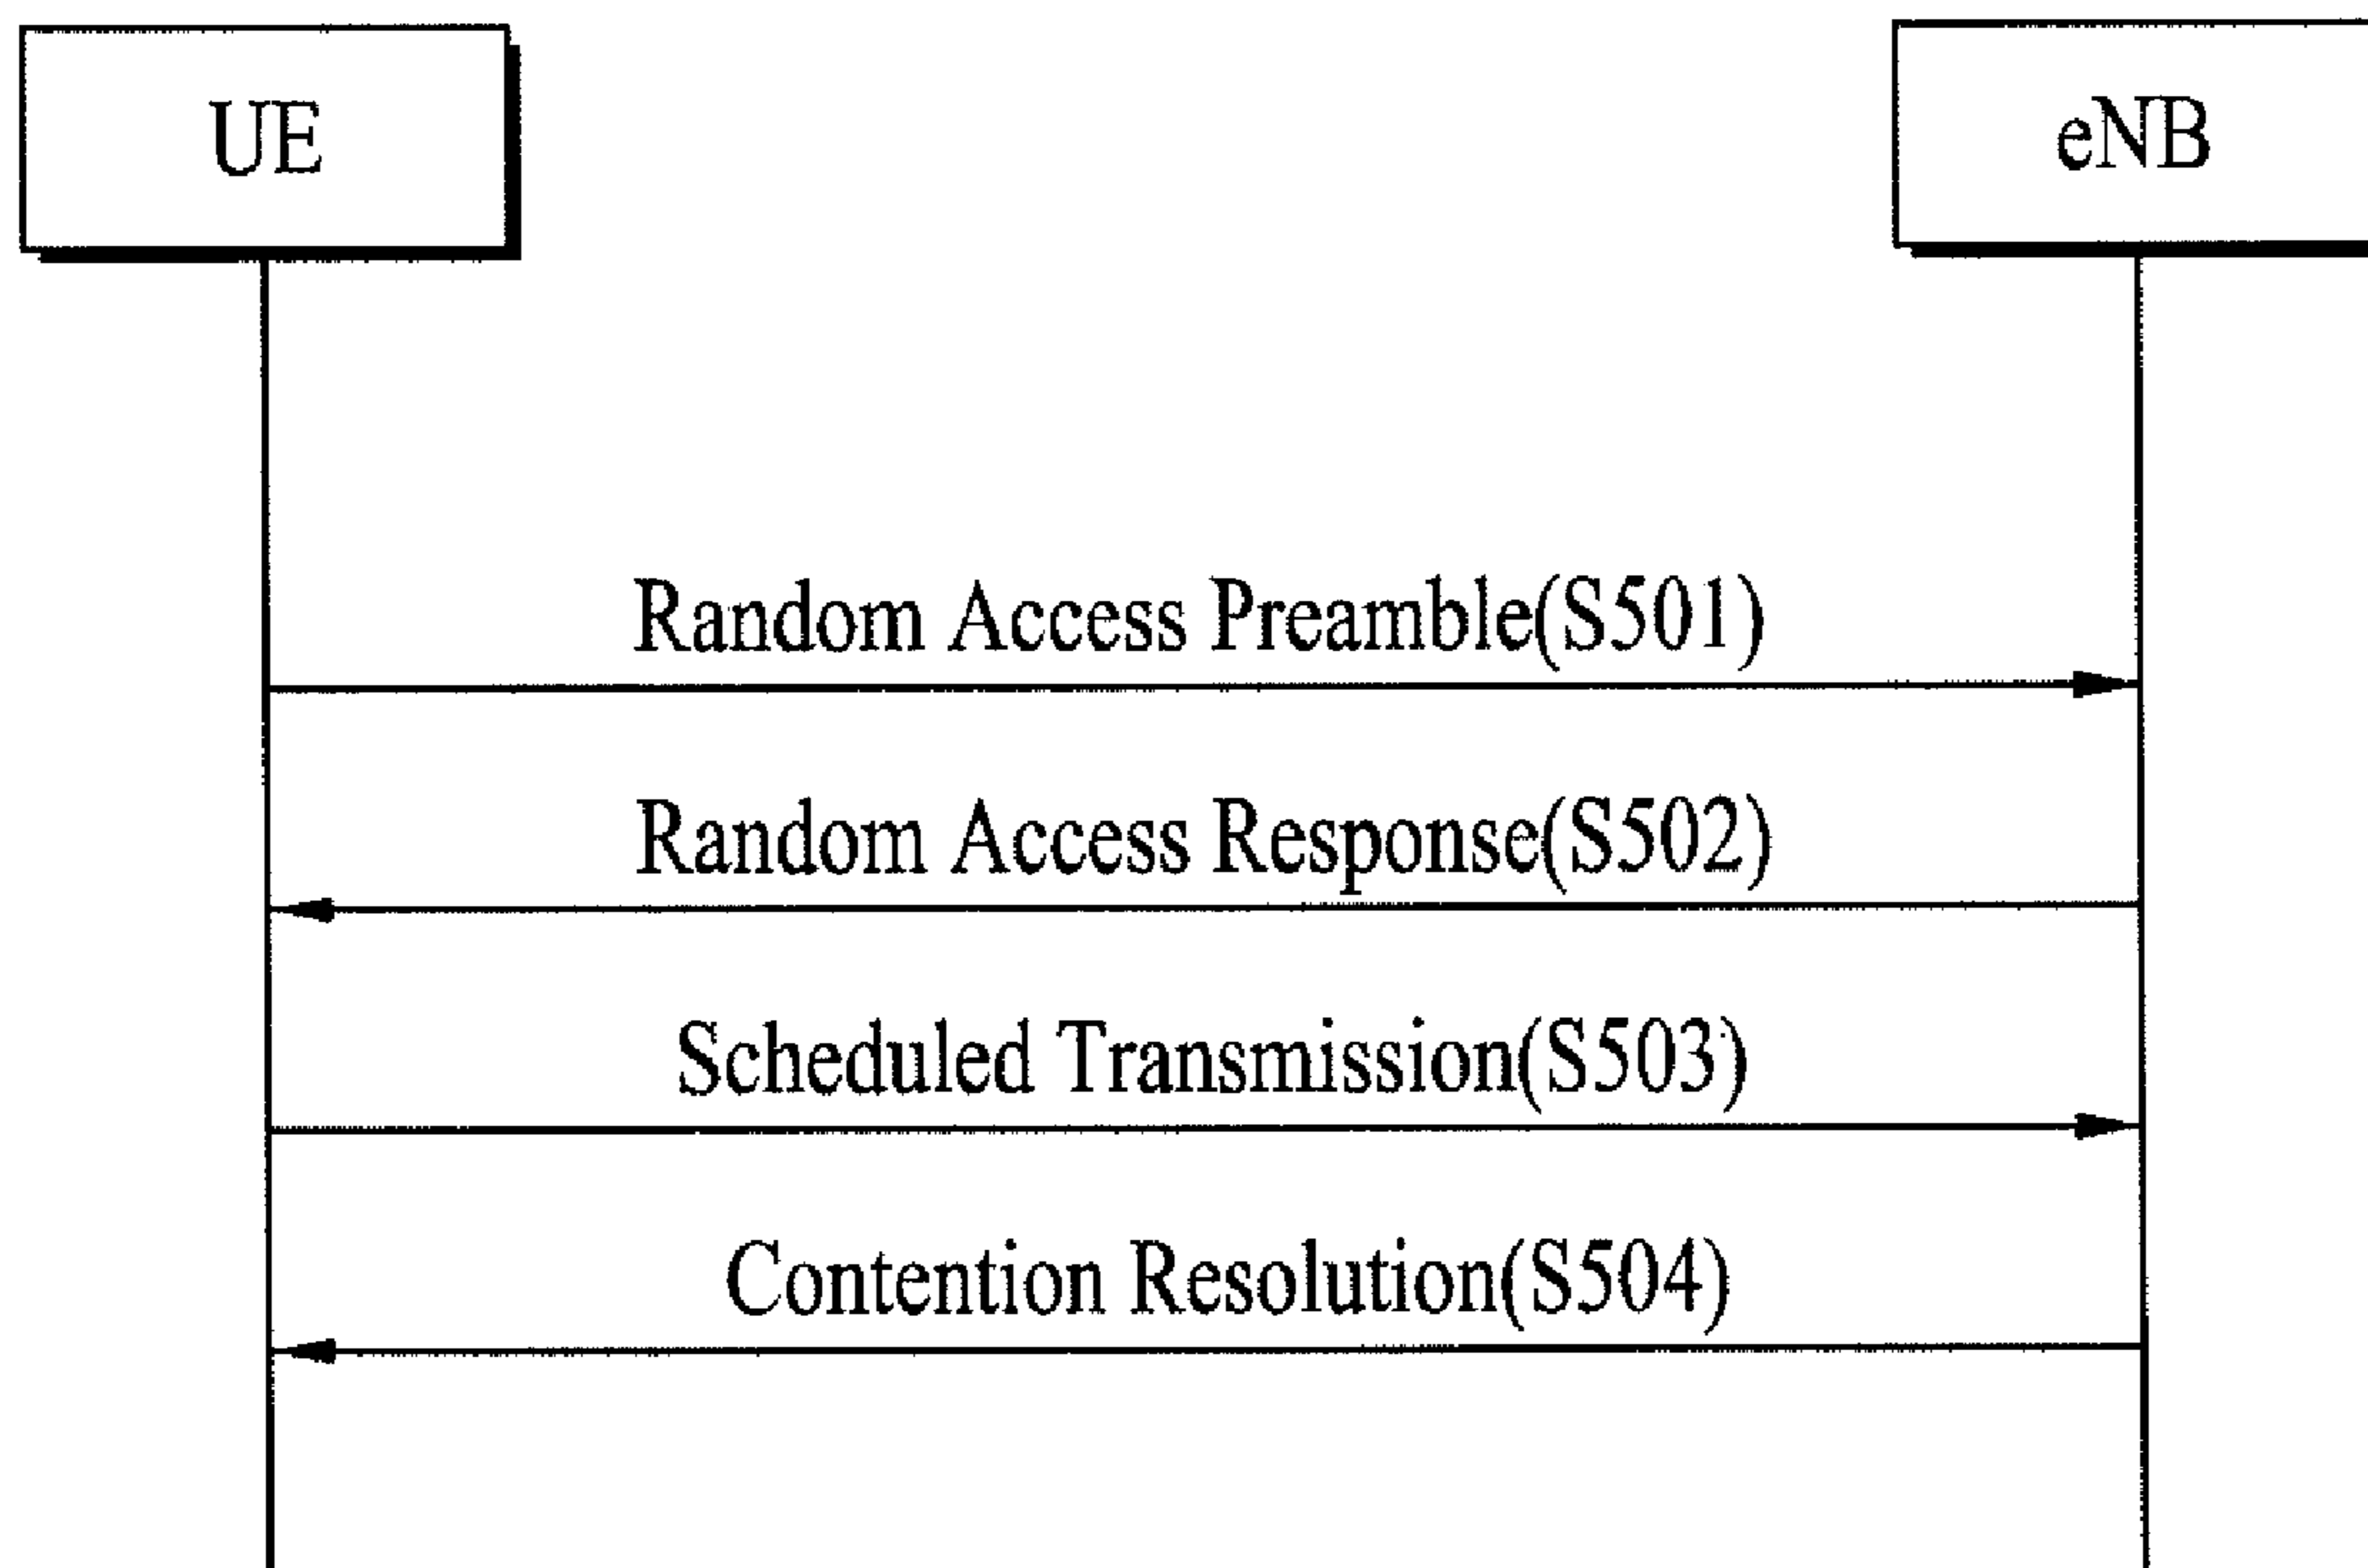 UE
eNB
Random Access Preamble(S501)
Random Access Response(S502)
Scheduled Transmission(S503)
Contention Resolution(S504)